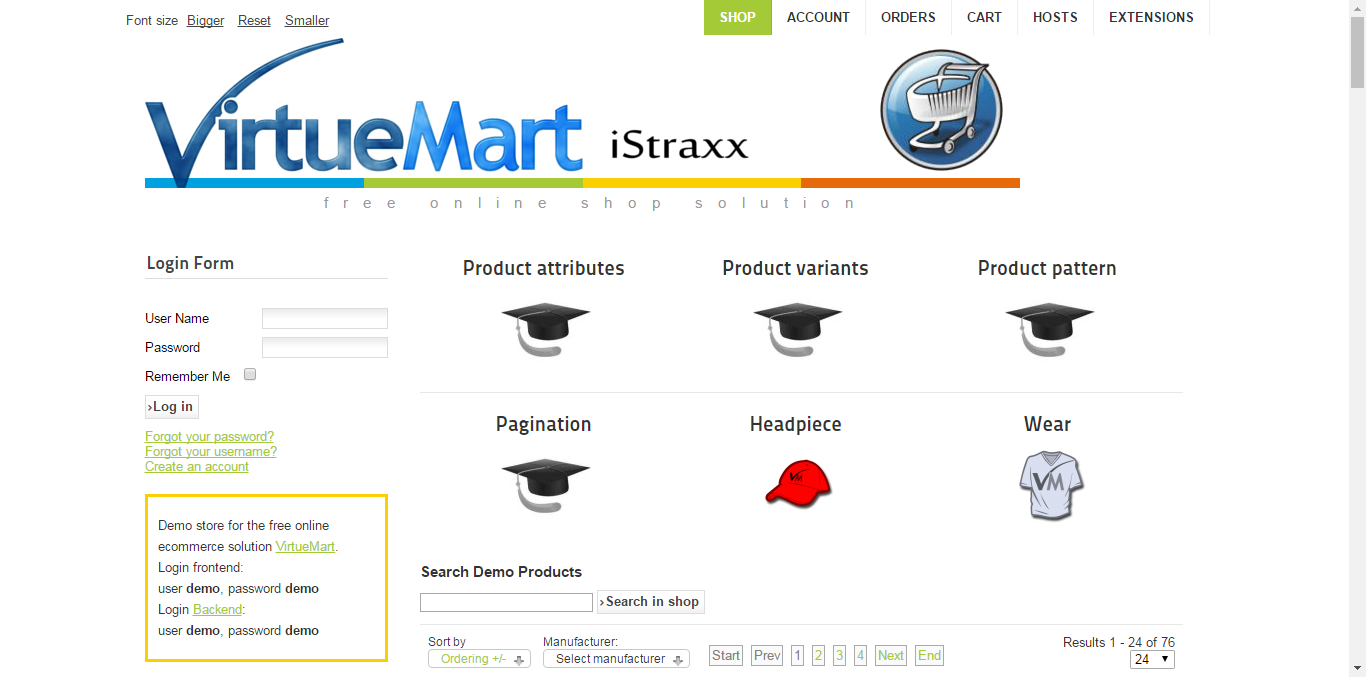 Font size Bigger Reset Smaller
SHOP ACCOUNT ORDERS CART HOSTS EXTENSIONS
VirtueMart iStraxx
free online shop solution
Login Form
User Name
Password
Remember Me
›Log in
Forgot your password?
Forgot your username?
Create an account
Demo store for the free online
ecommerce solution VirtueMart.
Login frontend:
user demo, password demo
Login Backend:
user demo, password demo
Product attributes Product variants Product pattern
Pagination Headpiece Wear
VM VM
Search Demo Products
›Search in shop
Sort by Manufacturer: Results 1 - 24 of 76
Ordering +/- Select manufacturer Start Prev 1 2 3 4 Next End 24